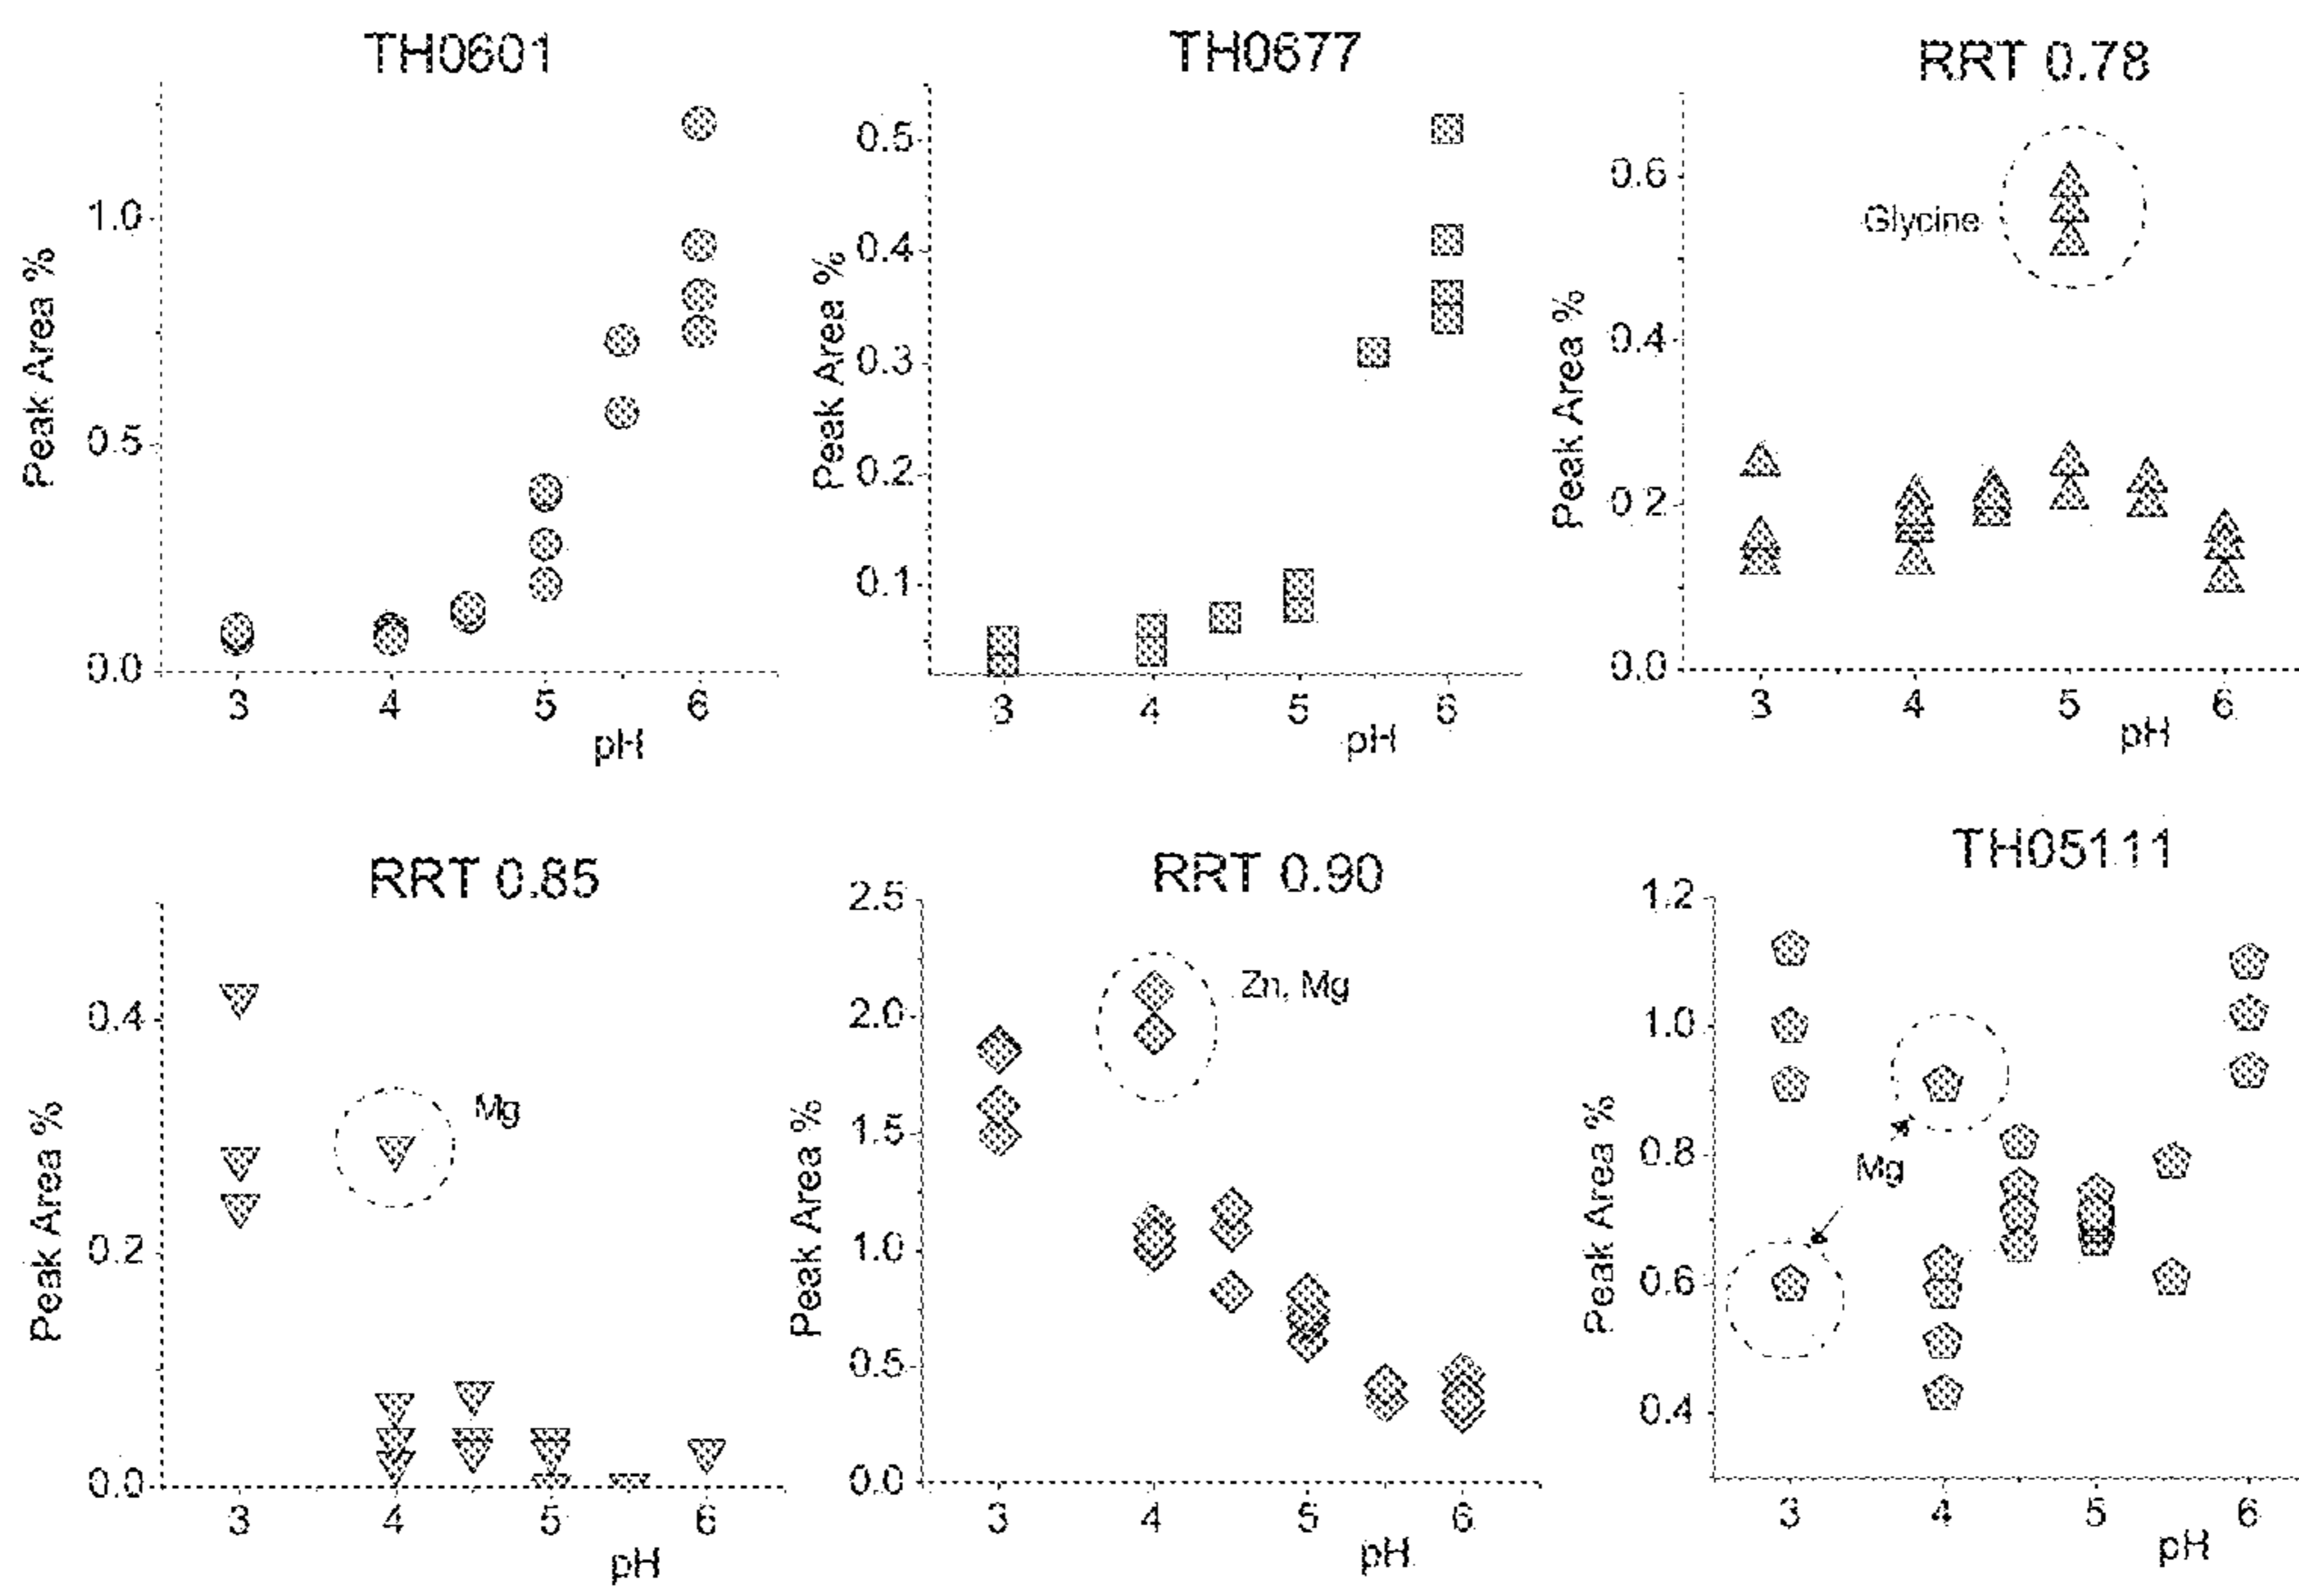 TH0601
Peak Area %
1.0
0.5
0.0
3 4 5 6
pH
TH0677
Peak Area %
0.5
0.4
0.3
0.2
0.1
3 4 5 6
pH
RRT 0.78
Peak Area %
0.6
0.4
0.2
0.0
Glycine
3 4 5 6
pH
RRT 0.85
Peak Area %
0.4
0.2
0.0
Mg
3 4 5 6
pH
RRT 0.90
Peak Area %
2.5
2.0
1.5
1.0
0.5
0.0
Zn, Mg
3 4 5 6
pH
TH05111
Peak Area %
1.2
1.0
0.8
0.6
0.4
Mg
3 4 5 6
pH